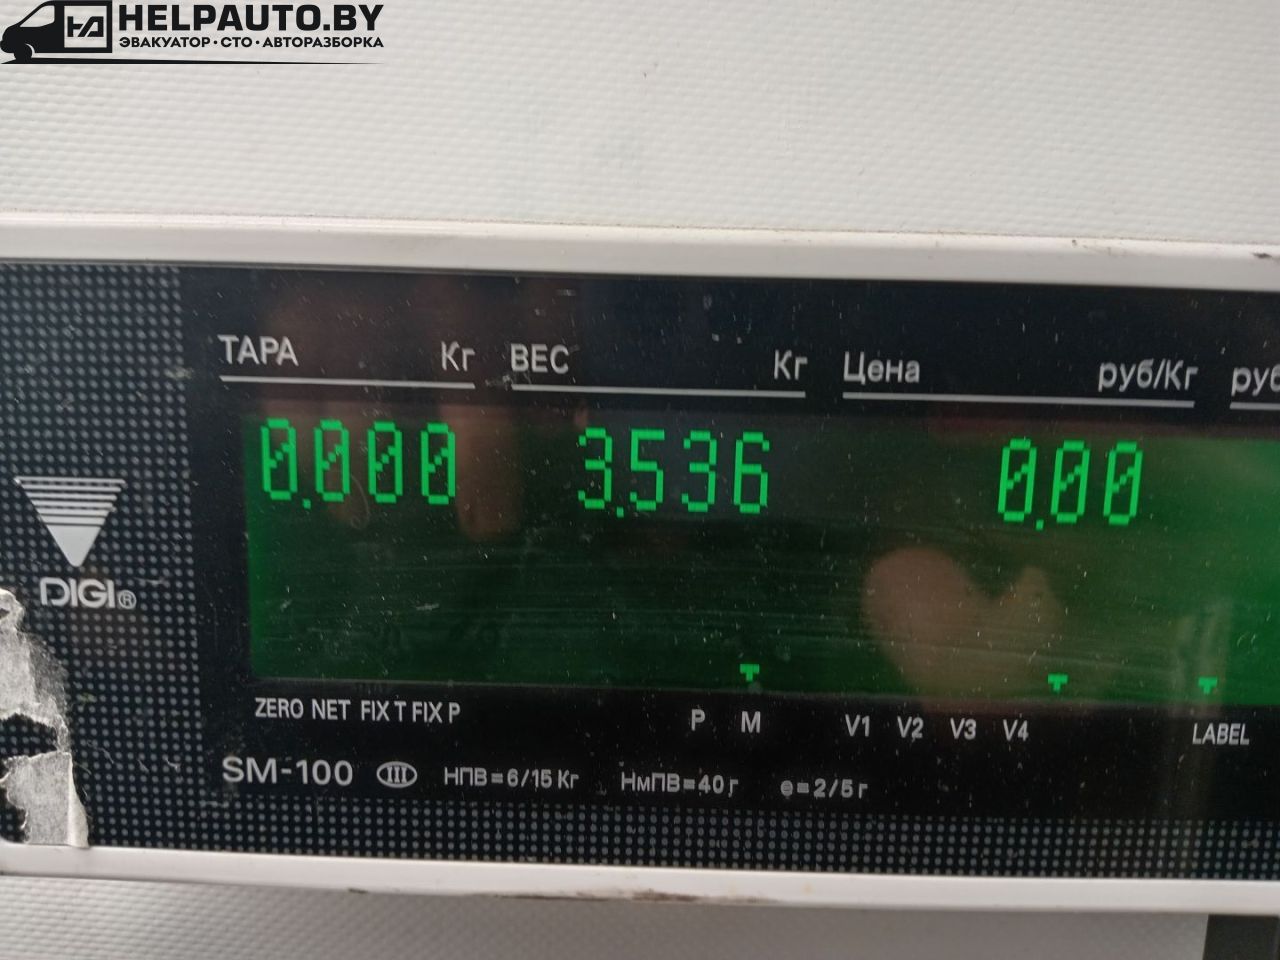 HELPAUTO.BY
ЭВАКУАТОР·СТО·АВТОРАЗБОРКА
ТАРА Кг ВЕС Кг Цена руб/Кг руб
0.000 3.536 0.00
DIGI®
ZERO NET FIX T FIX P P M V1 V2 V3 V4 LABEL
SM-100 III НПВ=6/15 Кг НмПВ=40 г е=2/5 г